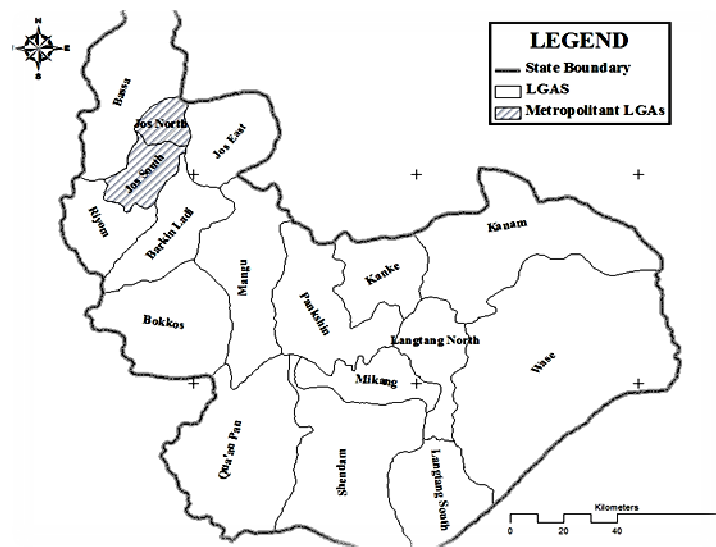 N
E
S
LEGEND
State Boundary
LGAS
Metropolitant LGAs
Bassa
Jos North
Jos East
Jos South
Riyom
Barkin Ladi
Kanam
Mangu
Kanke
Pankshin
Bokkos
Langtang North
Wase
Mikang
Qua'an Pan
Shendam
Langtang South
Kilometers
0 20 40